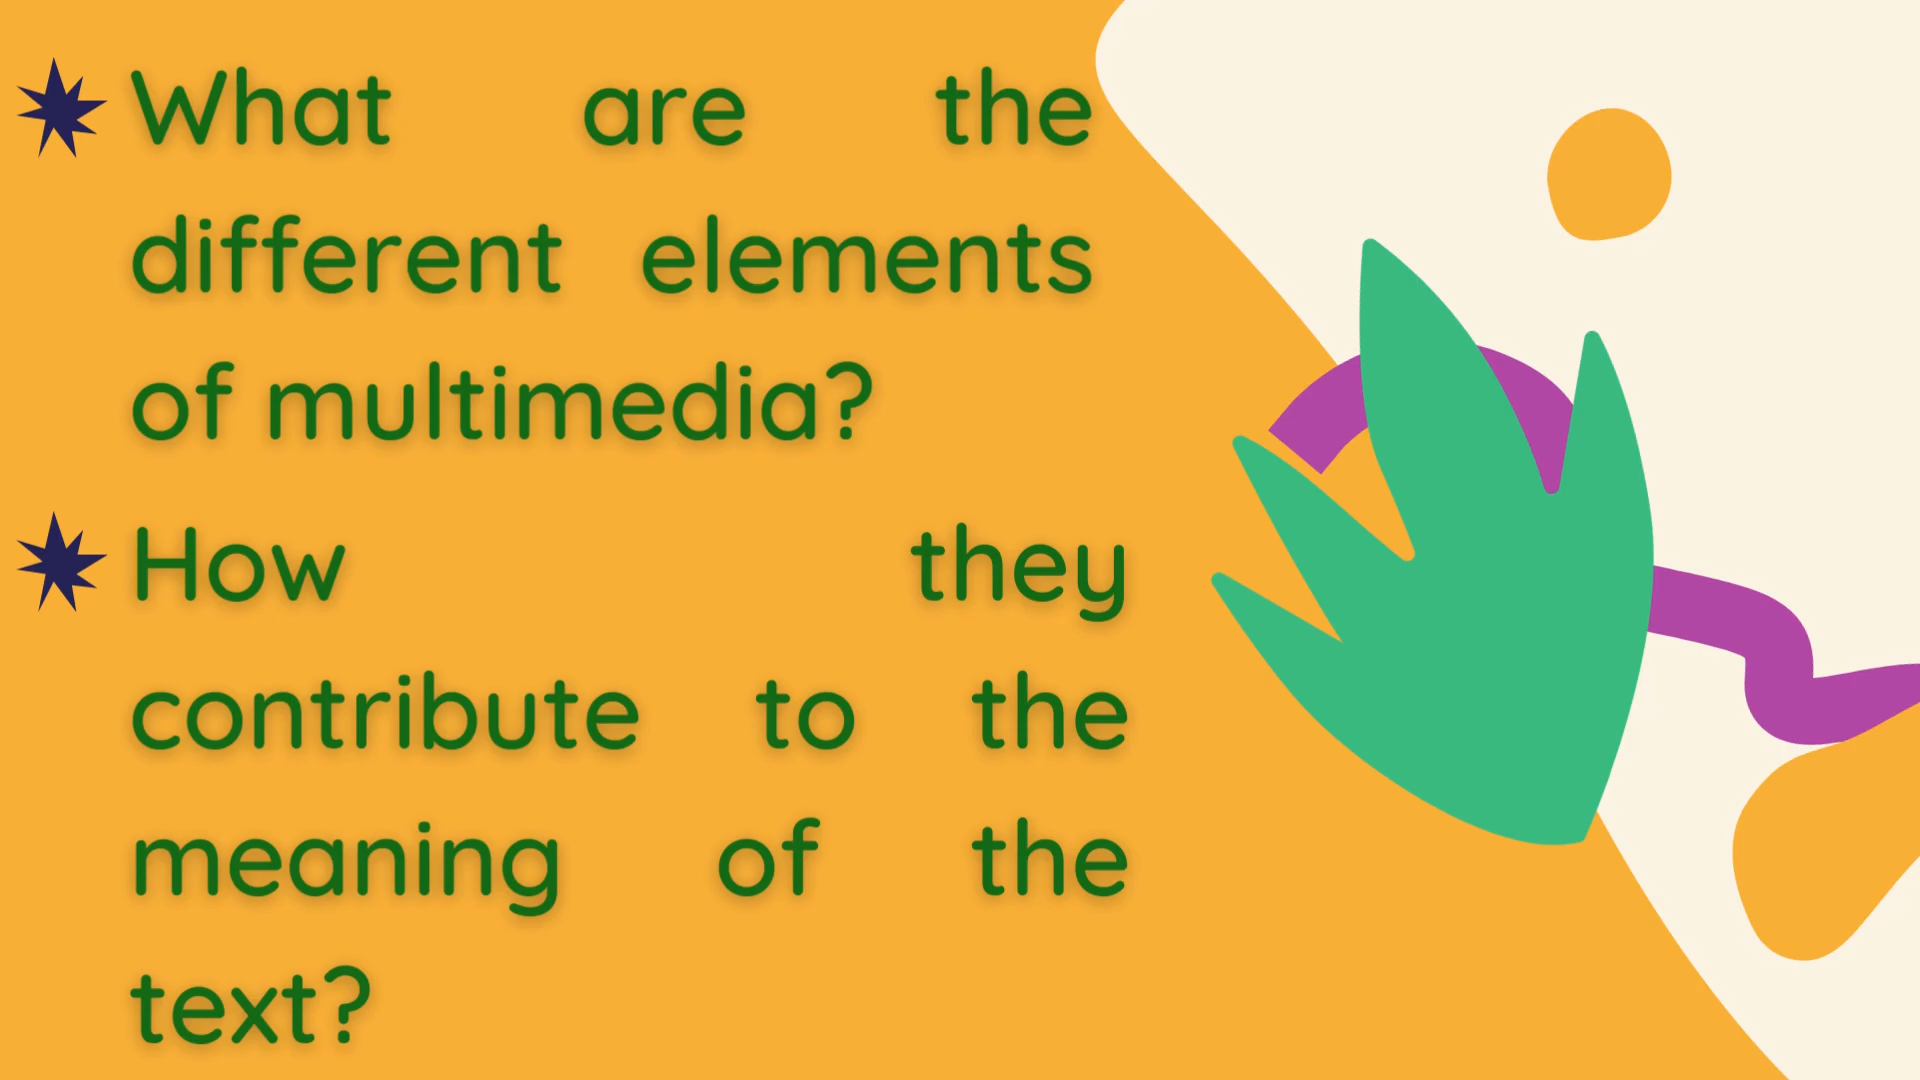 What are the
different elements
of multimedia?
How they
contribute to the
meaning of the
text?